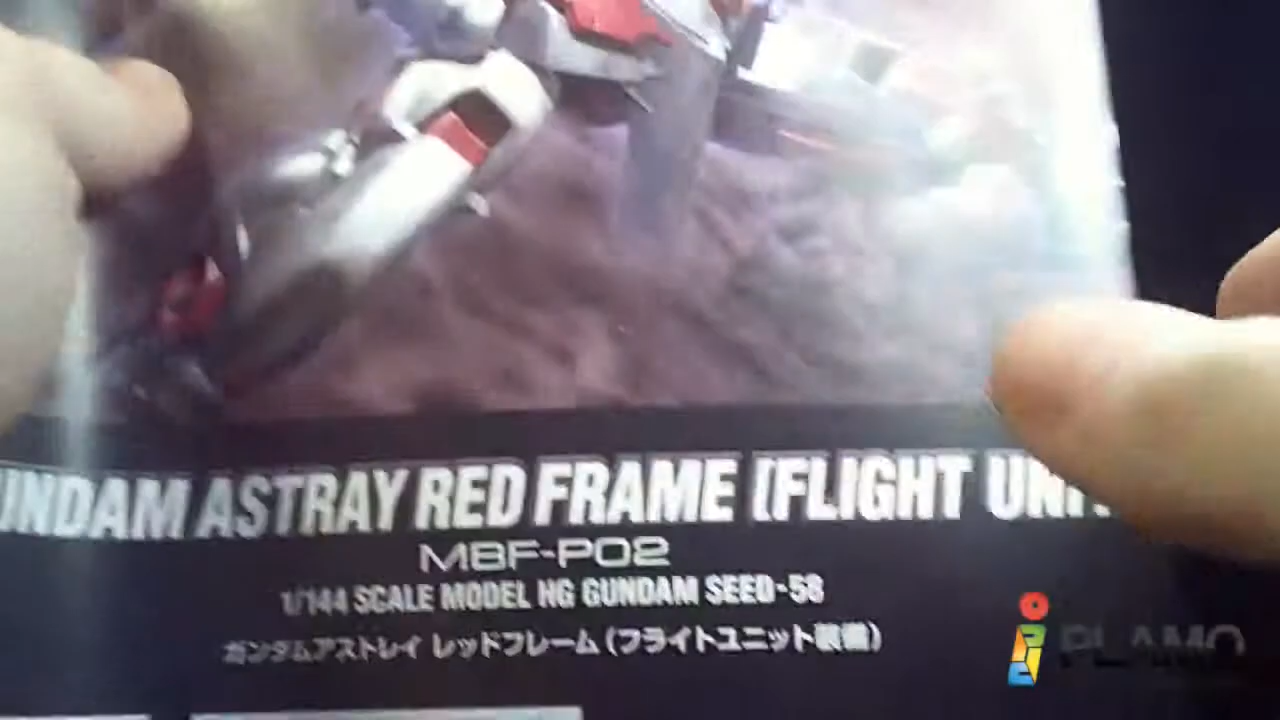 UNDAM ASTRAY RED FRAME [FLIGHT UNI
MBF-P02
1/144 SCALE MODEL HG GUNDAM SEED-58
ガンダムアストレイ レッドフレーム(フライトユニット装備)
PLAMO